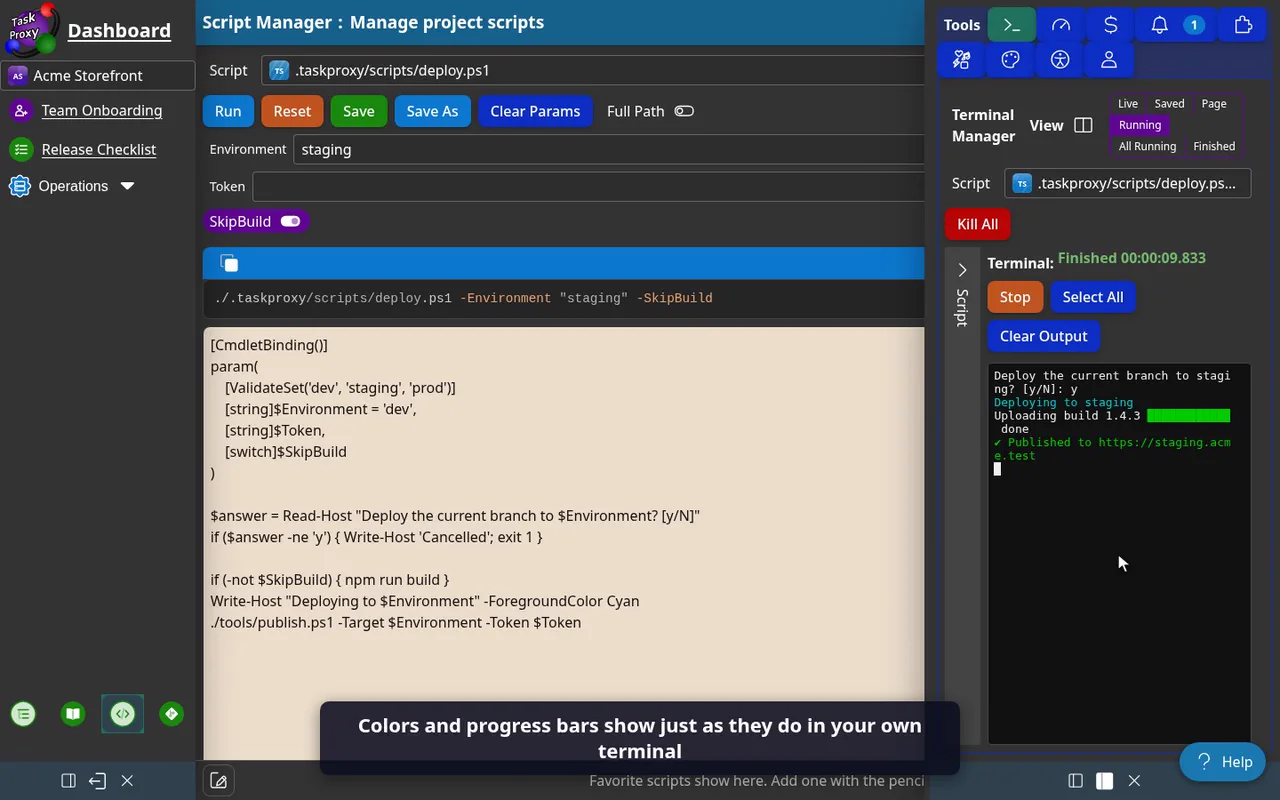 Task
Proxy
Dashboard
AS Acme Storefront
Team Onboarding
Release Checklist
Operations
Script Manager : Manage project scripts
Script
TS .taskproxy/scripts/deploy.ps1
Run Reset Save Save As Clear Params Full Path
Environment staging
Token
SkipBuild
./.taskproxy/scripts/deploy.ps1 -Environment "staging" -SkipBuild
[CmdletBinding()]
param(
    [ValidateSet('dev', 'staging', 'prod')]
    [string]$Environment = 'dev',
    [string]$Token,
    [switch]$SkipBuild
)
$answer = Read-Host "Deploy the current branch to $Environment? [y/N]"
if ($answer -ne 'y') { Write-Host 'Cancelled'; exit 1 }
if (-not $SkipBuild) { npm run build }
Write-Host "Deploying to $Environment" -ForegroundColor Cyan
./tools/publish.ps1 -Target $Environment -Token $Token
Favorite scripts show here. Add one with the penci
Tools
1
Terminal
Manager
View
Live Saved Page
Running
All Running Finished
Script
TS .taskproxy/scripts/deploy.ps...
Kill All
Script
Terminal: Finished 00:00:09.833
Stop Select All
Clear Output
Deploy the current branch to stagi
ng? [y/N]: y
Deploying to staging
Uploading build 1.4.3
 done
✔ Published to https://staging.acm
e.test
Colors and progress bars show just as they do in your own
terminal
? Help